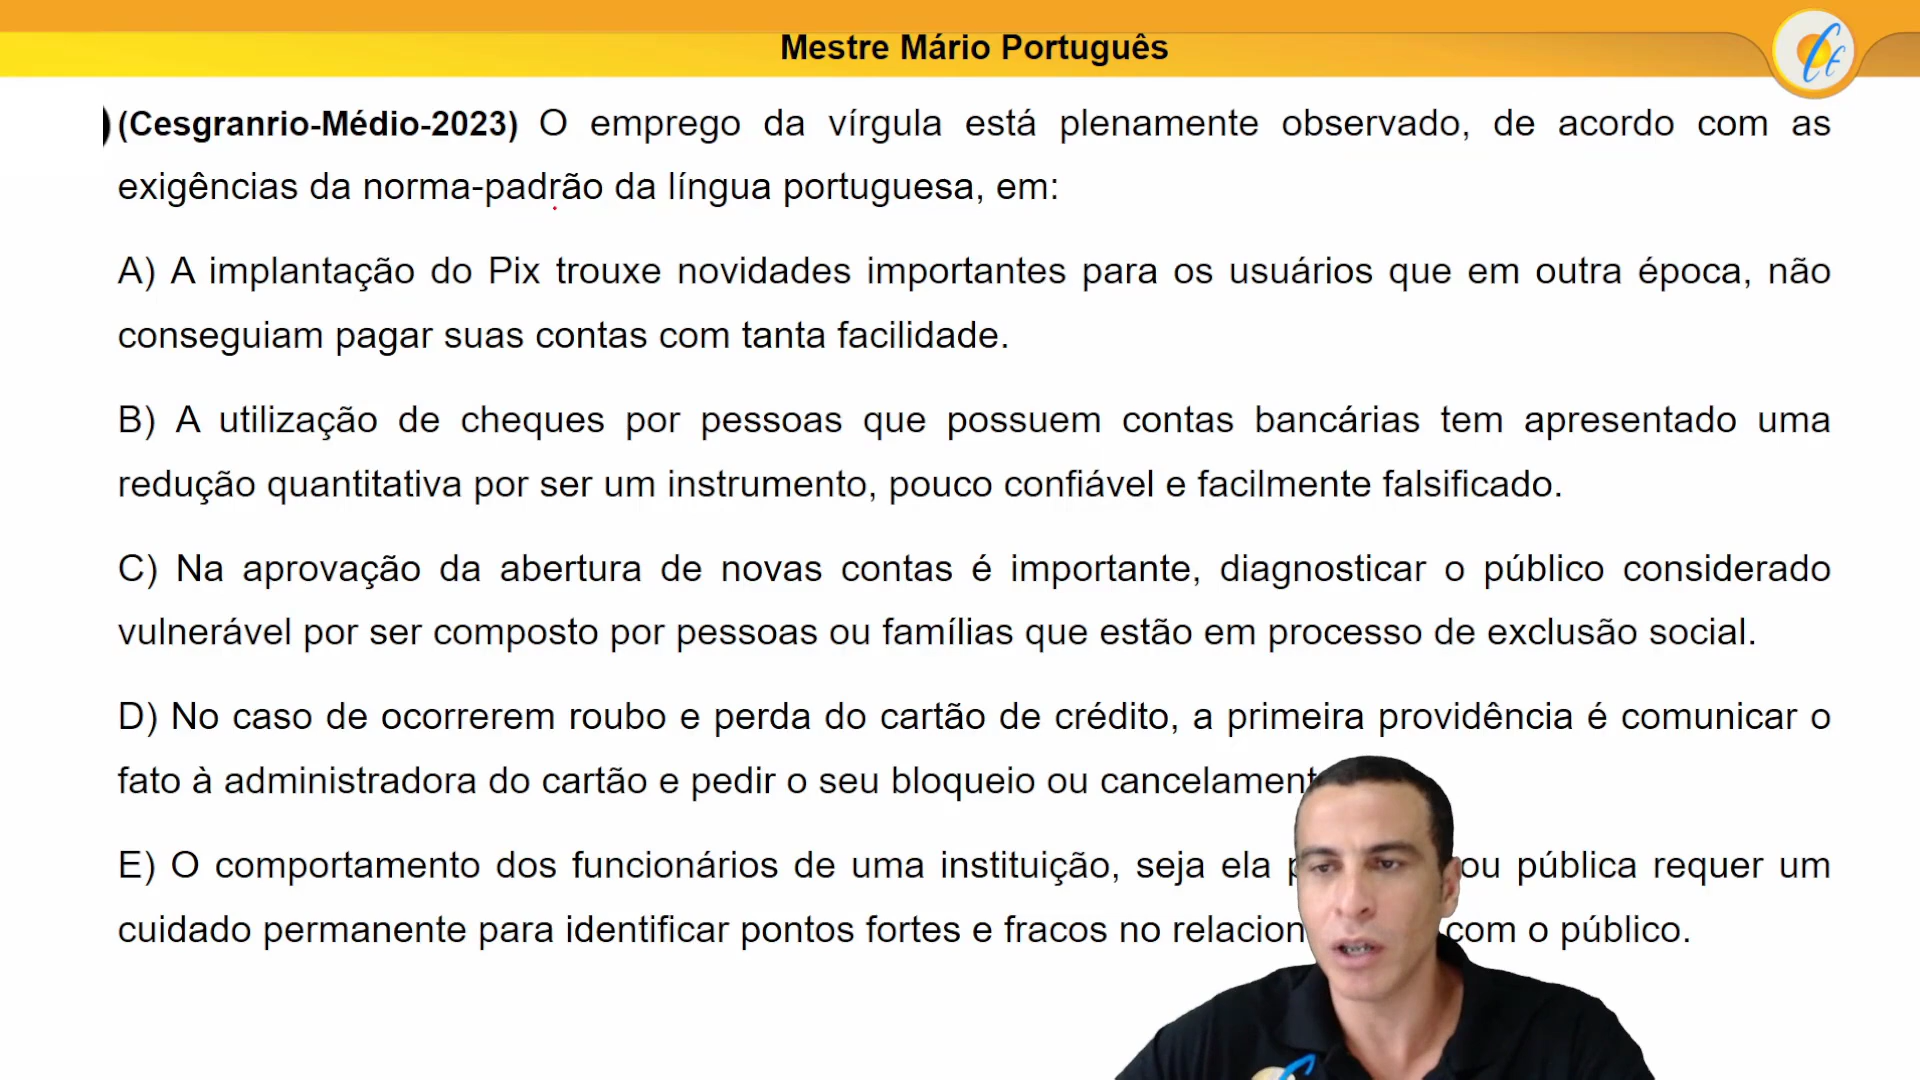 Mestre Mário Português
) (Cesgranrio-Médio-2023) O emprego da vírgula está plenamente observado, de acordo com as
exigências da norma-padrão da língua portuguesa, em:
A) A implantação do Pix trouxe novidades importantes para os usuários que em outra época, não
conseguiam pagar suas contas com tanta facilidade.
B) A utilização de cheques por pessoas que possuem contas bancárias tem apresentado uma
redução quantitativa por ser um instrumento, pouco confiável e facilmente falsificado.
C) Na aprovação da abertura de novas contas é importante, diagnosticar o público considerado
vulnerável por ser composto por pessoas ou famílias que estão em processo de exclusão social.
D) No caso de ocorrerem roubo e perda do cartão de crédito, a primeira providência é comunicar o
fato à administradora do cartão e pedir o seu bloqueio ou cancelament
E) O comportamento dos funcionários de uma instituição, seja ela ou pública requer um
cuidado permanente para identificar pontos fortes e fracos no relacion com o público.